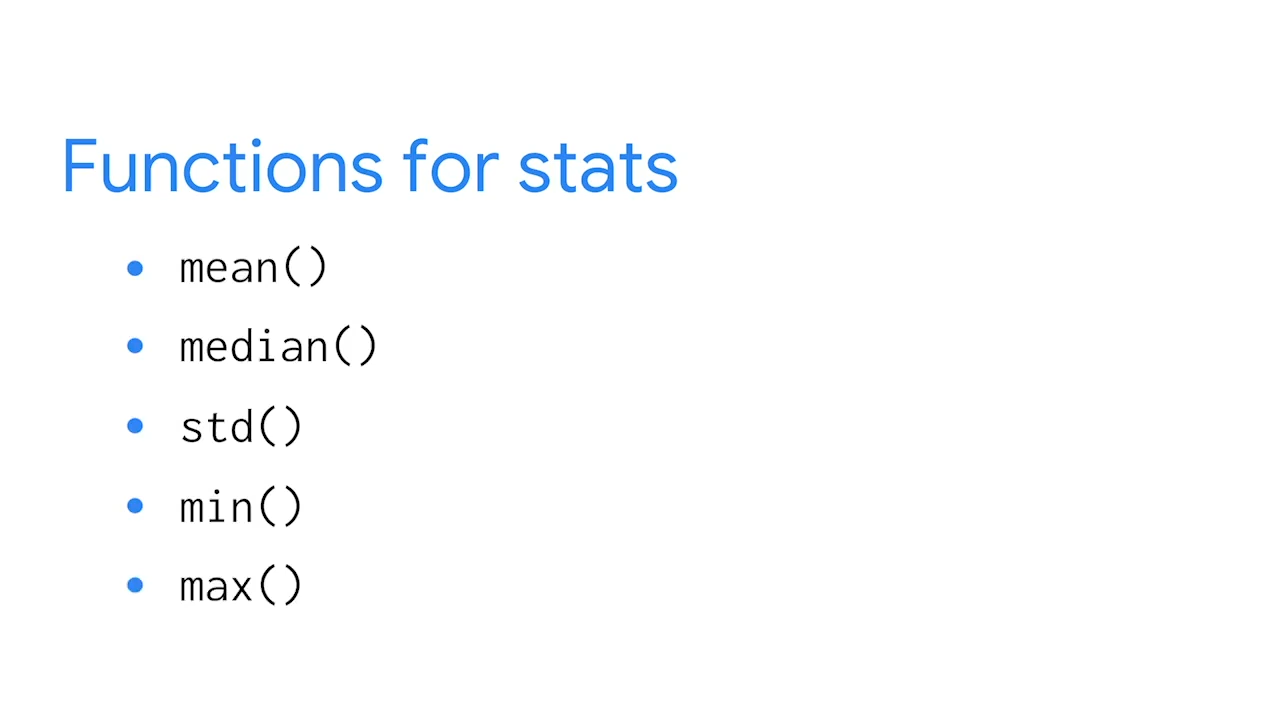 Functions for stats
• mean()
• median()
• std()
• min()
• max()